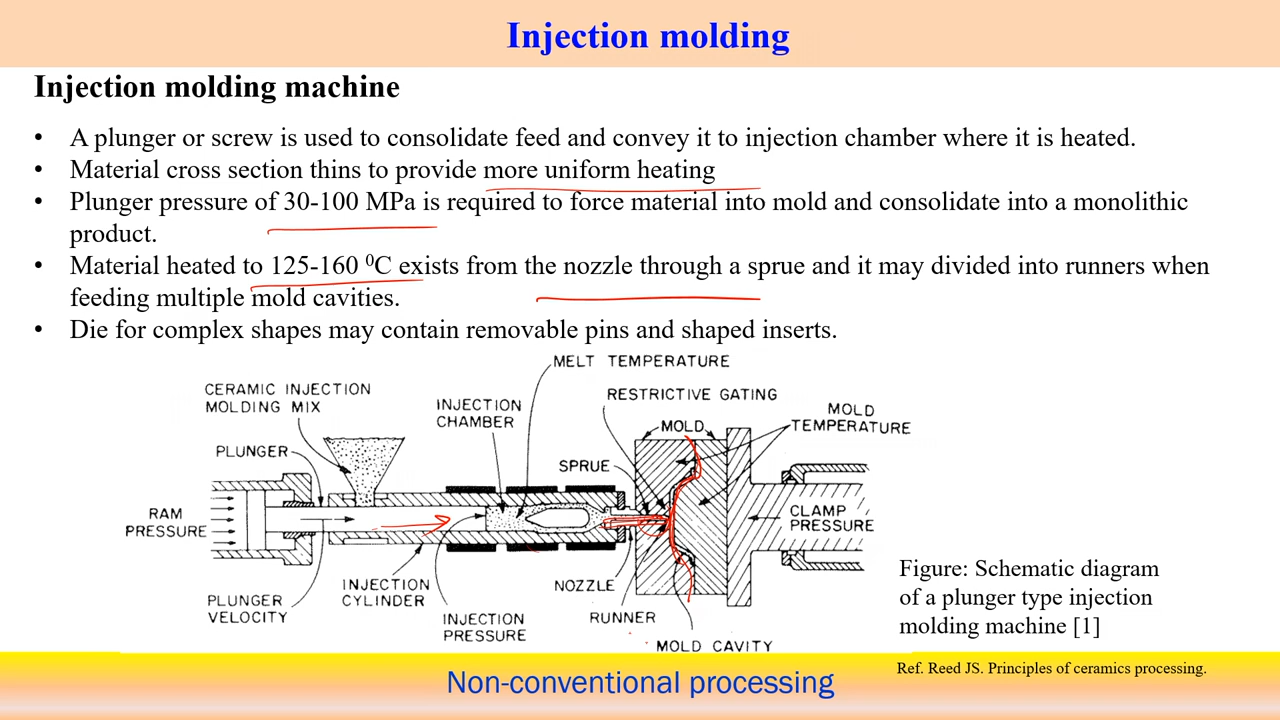 Injection molding
Injection molding machine
• A plunger or screw is used to consolidate feed and convey it to injection chamber where it is heated.
• Material cross section thins to provide more uniform heating
• Plunger pressure of 30-100 MPa is required to force material into mold and consolidate into a monolithic
product.
• Material heated to 125-160 ⁰C exists from the nozzle through a sprue and it may divided into runners when
feeding multiple mold cavities.
• Die for complex shapes may contain removable pins and shaped inserts.
MELT TEMPERATURE
CERAMIC INJECTION
MOLDING MIX
RESTRICTIVE GATING
INJECTION
CHAMBER
MOLD
TEMPERATURE
MOLD
PLUNGER
SPRUE
RAM
PRESSURE
CLAMP
PRESSURE
INJECTION
CYLINDER
NOZZLE
PLUNGER
VELOCITY
INJECTION
PRESSURE
RUNNER
MOLD CAVITY
Figure: Schematic diagram
of a plunger type injection
molding machine [1]
Ref. Reed JS. Principles of ceramics processing.
Non-conventional processing